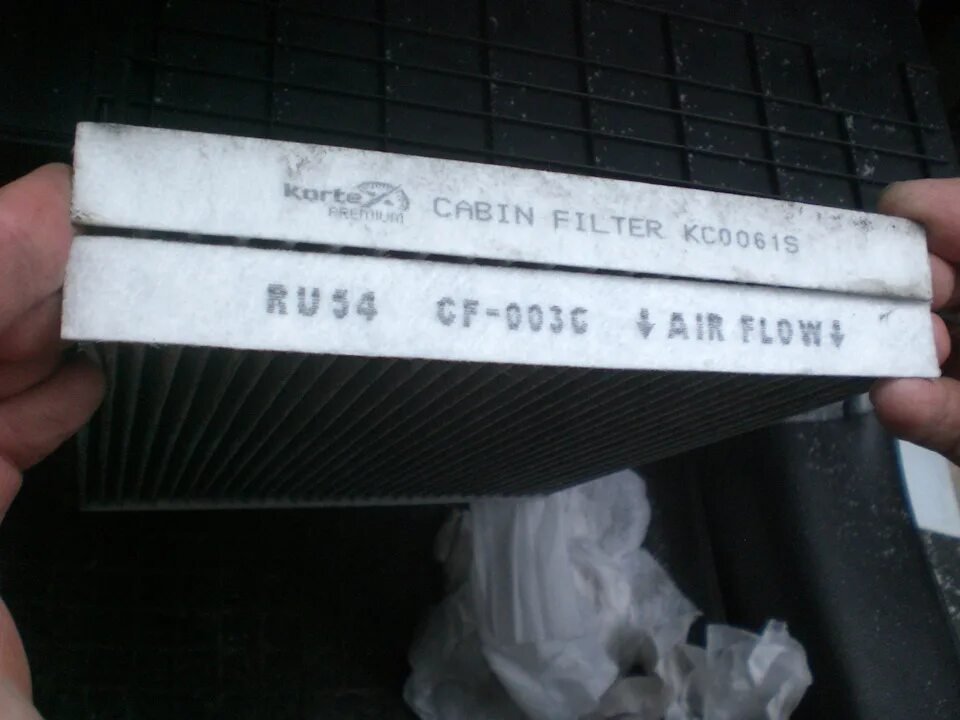 Kortex CABIN FILTER KC0061S
PREMIUM
RU54 CF-003C ↓ AIR FLOW ↓